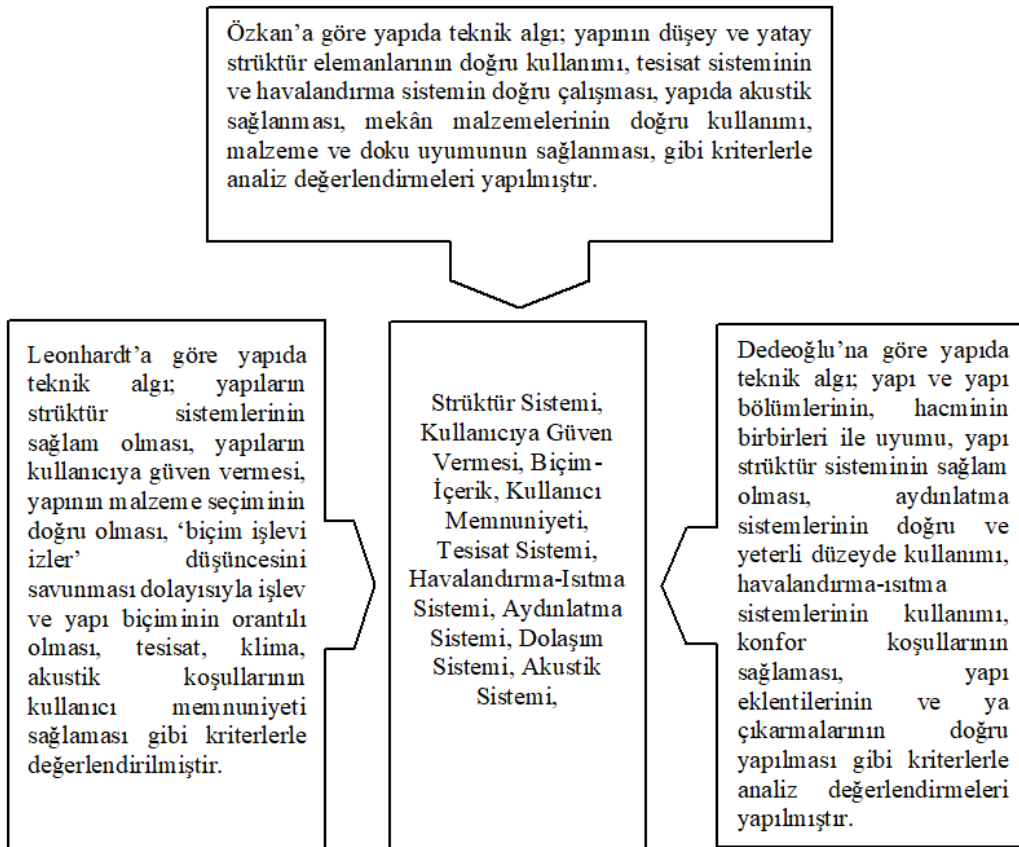 Özkan’a göre yapıda teknik algı; yapının düşey ve yatay
strüktür elemanlarının doğru kullanımı, tesisat sisteminin
ve havalandırma sistemin doğru çalışması, yapıda akustik
sağlanması, mekân malzemelerinin doğru kullanımı,
malzeme ve doku uyumunun sağlanması, gibi kriterlerle
analiz değerlendirmeleri yapılmıştır.
Leonhardt’a göre yapıda
teknik algı; yapıların
strüktür sistemlerinin
sağlam olması, yapıların
kullanıcıya güven vermesi,
yapının malzeme seçiminin
doğru olması, ‘biçim işlevi
izler’ düşüncesini
savunması dolayısıyla işlev
ve yapı biçiminin orantılı
olması, tesisat, klima,
akustik koşullarının
kullanıcı memnuniyeti
sağlaması gibi kriterlerle
değerlendirilmiştir.
Strüktür Sistemi,
Kullanıcıya Güven
Vermesi, Biçim-
İçerik, Kullanıcı
Memnuniyeti,
Tesisat Sistemi,
Havalandırma-Isıtma
Sistemi, Aydınlatma
Sistemi, Dolaşım
Sistemi, Akustik
Sistemi,
Dedeoğlu’na göre yapıda
teknik algı; yapı ve yapı
bölümlerinin, hacminin
birbirleri ile uyumu, yapı
strüktür sisteminin sağlam
olması, aydınlatma
sistemlerinin doğru ve
yeterli düzeyde kullanımı,
havalandırma-ısıtma
sistemlerinin kullanımı,
konfor koşullarının
sağlaması, yapı
eklentilerinin ve ya
çıkarmalarının doğru
yapılması gibi kriterlerle
analiz değerlendirmeleri
yapılmıştır.